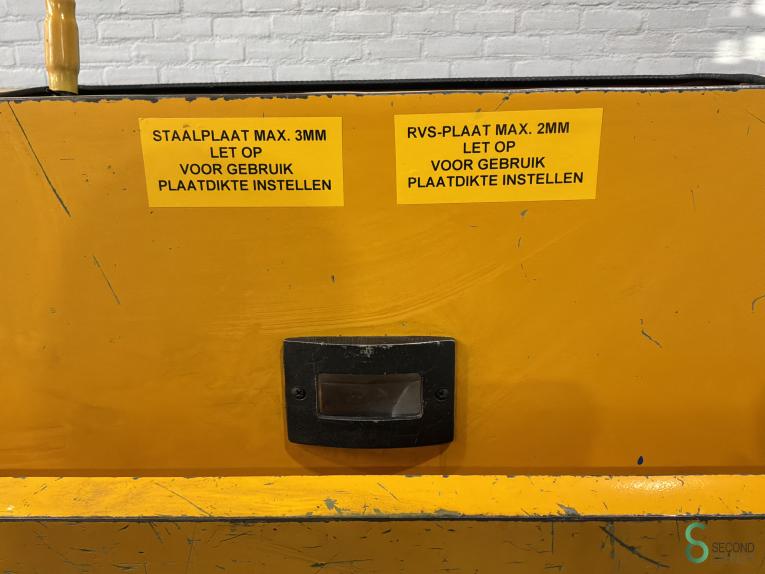 STAALPLAAT MAX. 3MM
LET OP
VOOR GEBRUIK
PLAATDIKTE INSTELLEN
RVS-PLAAT MAX. 2MM
LET OP
VOOR GEBRUIK
PLAATDIKTE INSTELLEN
SECOND